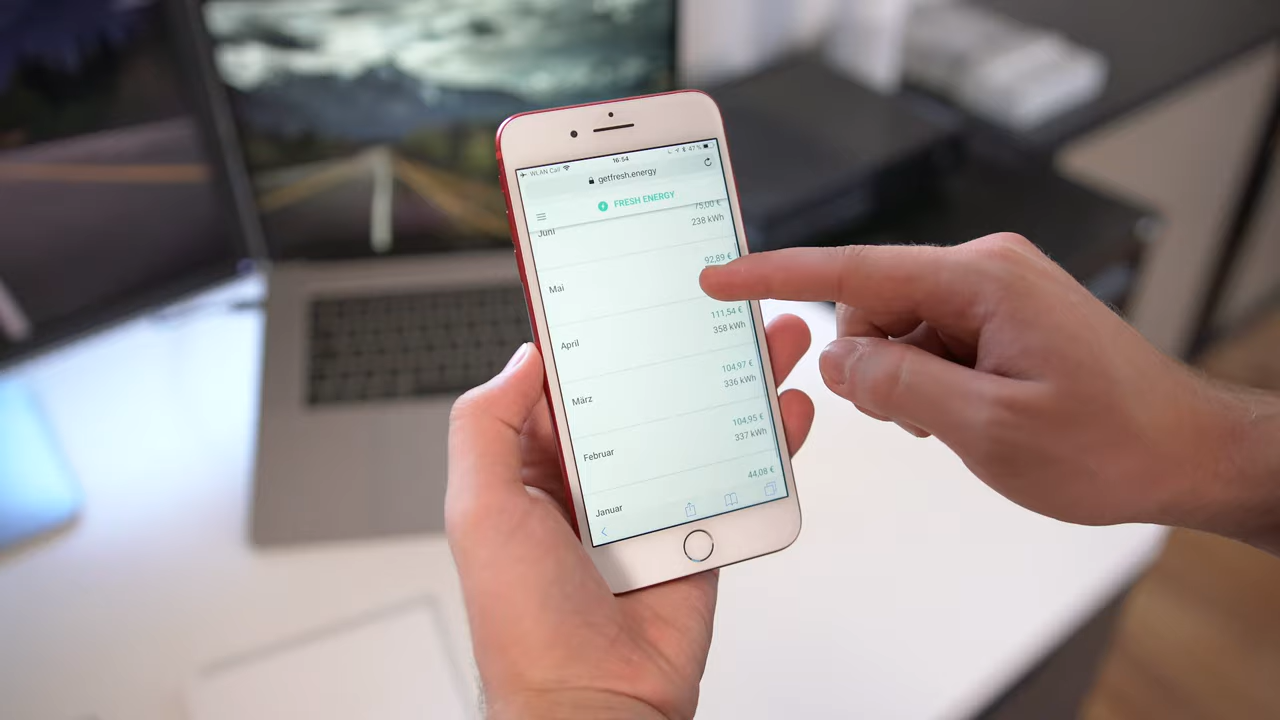 WLAN Call 16:54 47 %
getfresh.energy
FRESH ENERGY
75,00 €
Juni 238 kWh
92,89 €
Mai
111,54 €
April 358 kWh
104,97 €
März 336 kWh
104,95 €
Februar 337 kWh
44,08 €
Januar